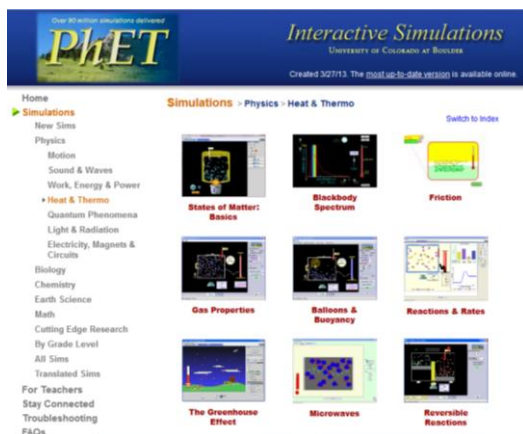 Over 90 million simulations delivered
PhET
Interactive Simulations
University of Colorado at Boulder
Created 3/27/13. The most up-to-date version is available online.
Home
Simulations
New Sims
Physics
Motion
Sound & Waves
Work, Energy & Power
Heat & Thermo
Quantum Phenomena
Light & Radiation
Electricity, Magnets &
Circuits
Biology
Chemistry
Earth Science
Math
Cutting Edge Research
By Grade Level
All Sims
Translated Sims
For Teachers
Stay Connected
Troubleshooting
FAQs
Simulations > Physics > Heat & Thermo
Switch to Index
States of Matter:
Basics
Blackbody
Spectrum
Friction
Gas Properties
Balloons &
Buoyancy
Reactions & Rates
The Greenhouse
Effect
Microwaves
Reversible
Reactions